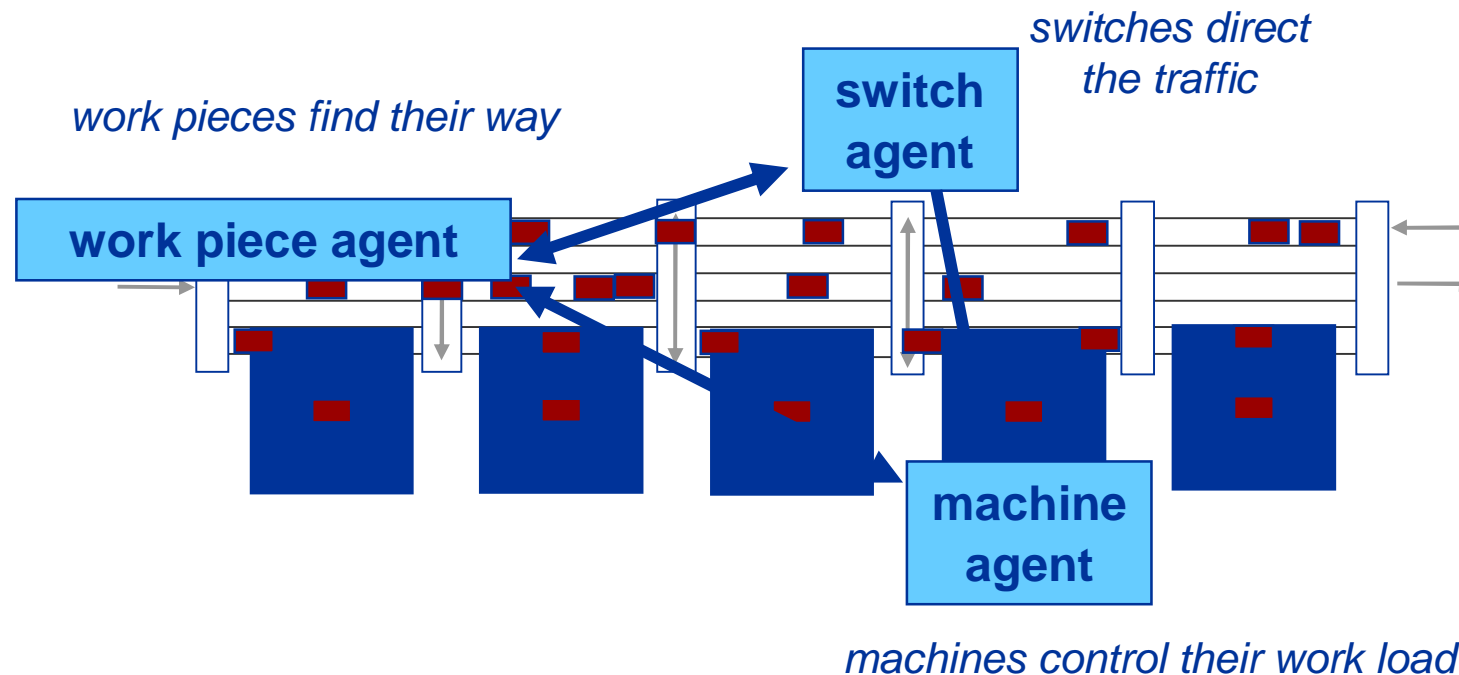 switches direct
the traffic
work pieces find their way
switch
agent
work piece agent
machine
agent
machines control their work load